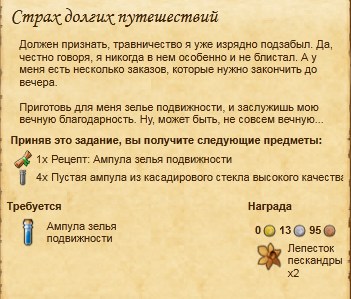 Страх долгих путешествий
Должен признать, травничество я уже изрядно подзабыл. Да,
честно говоря, я никогда в нем особенно и не блистал. А у
меня есть несколько заказов, которые нужно закончить до
вечера.
Приготовь для меня зелье подвижности, и заслужишь мою
вечную благодарность. Ну, может быть, не совсем вечную...
Приняв это задание, вы получите следующие предметы:
1x Рецепт: Ампула зелья подвижности
4x Пустая ампула из касадирового стекла высокого качества
Требуется
Награда
Ампула зелья
подвижности
0 13 95
Лепесток
пескандры
x2